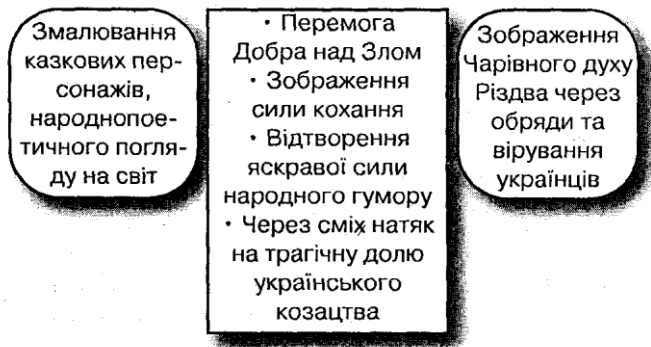 Змалювання
казкових пер-
сонажів,
народнопое-
тичного погля-
ду на світ
• Перемога
Добра над Злом
• Зображення
сили кохання
• Відтворення
яскравої сили
народного гумору
• Через сміх натяк
на трагічну долю
українського
козацтва
Зображення
Чарівного духу
Різдва через
обряди та
вірування
українців